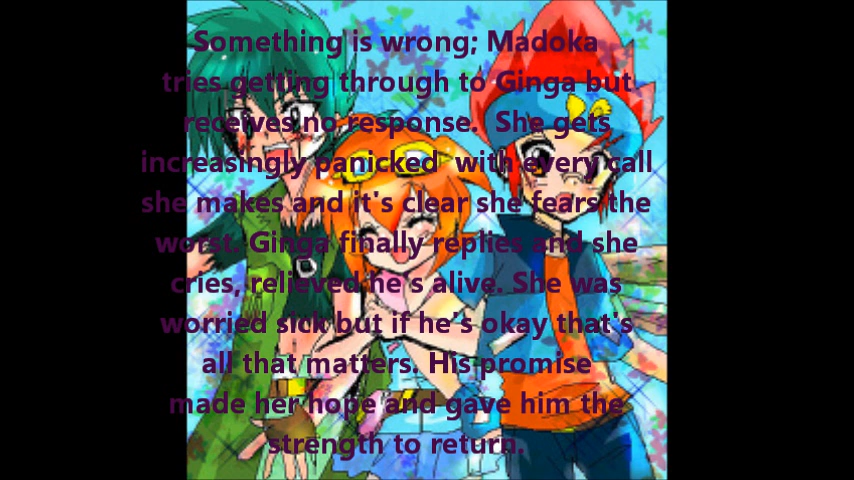 Something is wrong; Madoka
tries getting through to Ginga but
receives no response.  She gets
increasingly panicked  with every call
she makes and it's clear she fears the
worst. Ginga finally replies and she
cries, relieved he's alive. She was
worried sick but if he's okay that's
all that matters. His promise
made her hope and gave him the
strength to return.